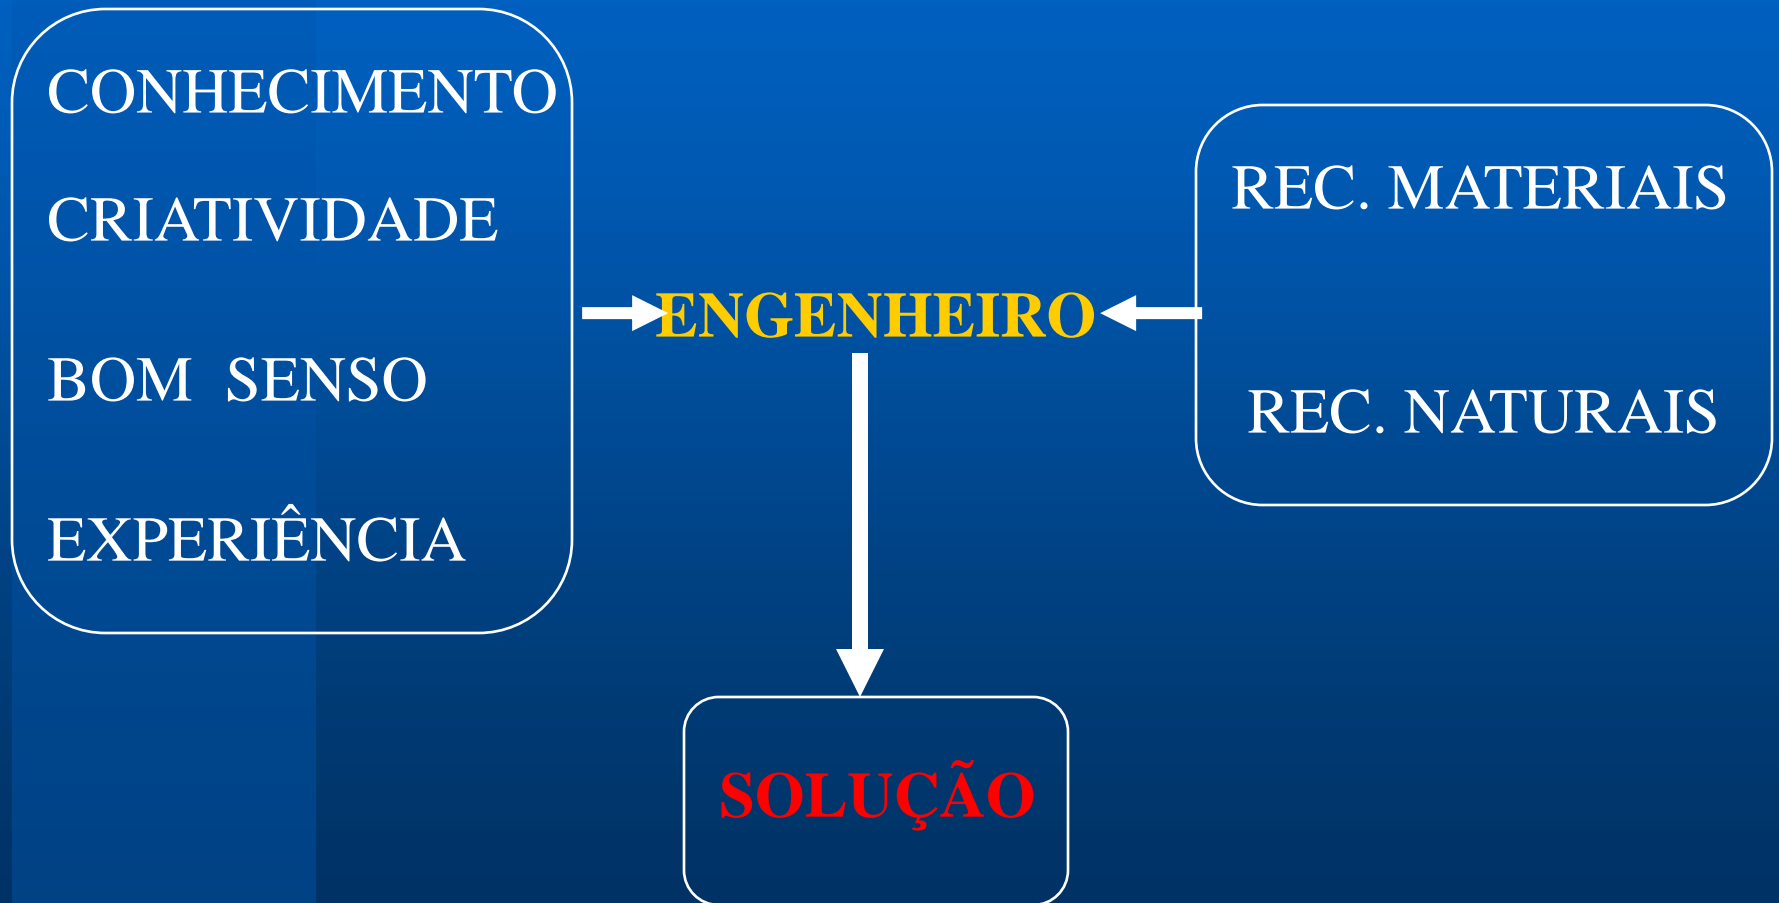 CONHECIMENTO
CRIATIVIDADE
BOM SENSO
EXPERIÊNCIA
ENGENHEIRO
REC. MATERIAIS
REC. NATURAIS
SOLUÇÃO